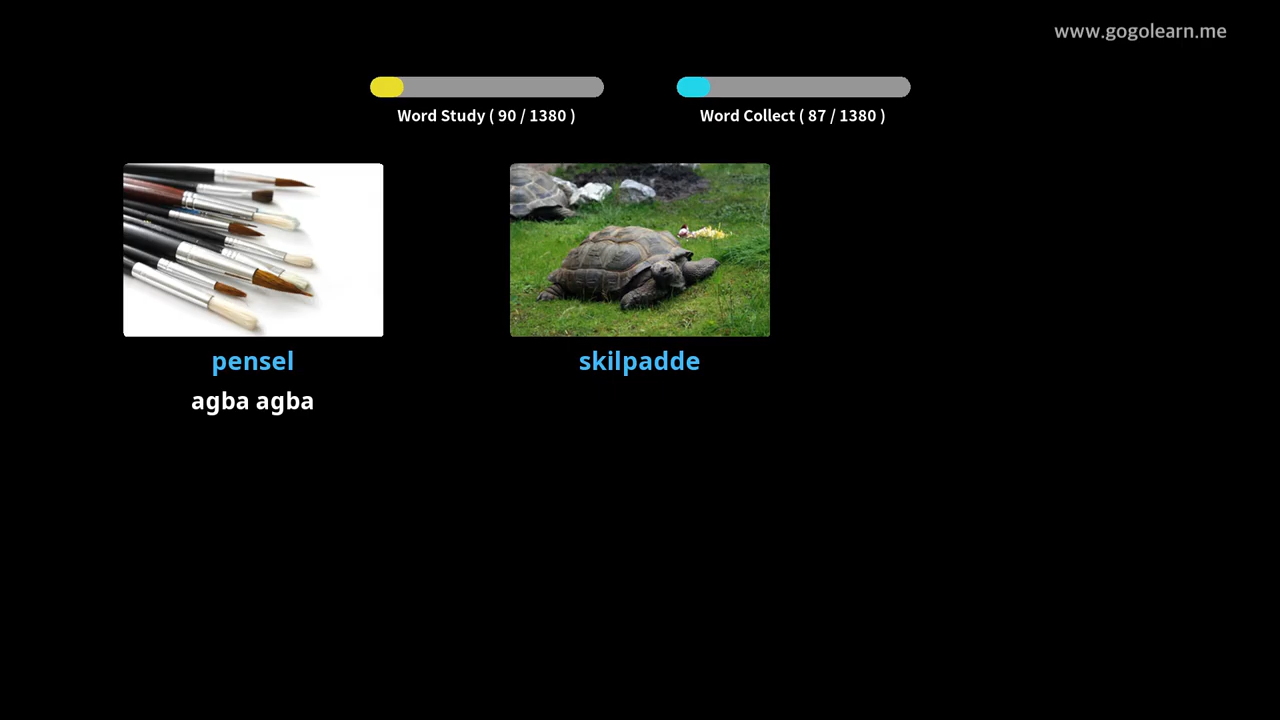 www.gogolearn.me
Word Study ( 90 / 1380 )
Word Collect ( 87 / 1380 )
pensel
skilpadde
agba agba